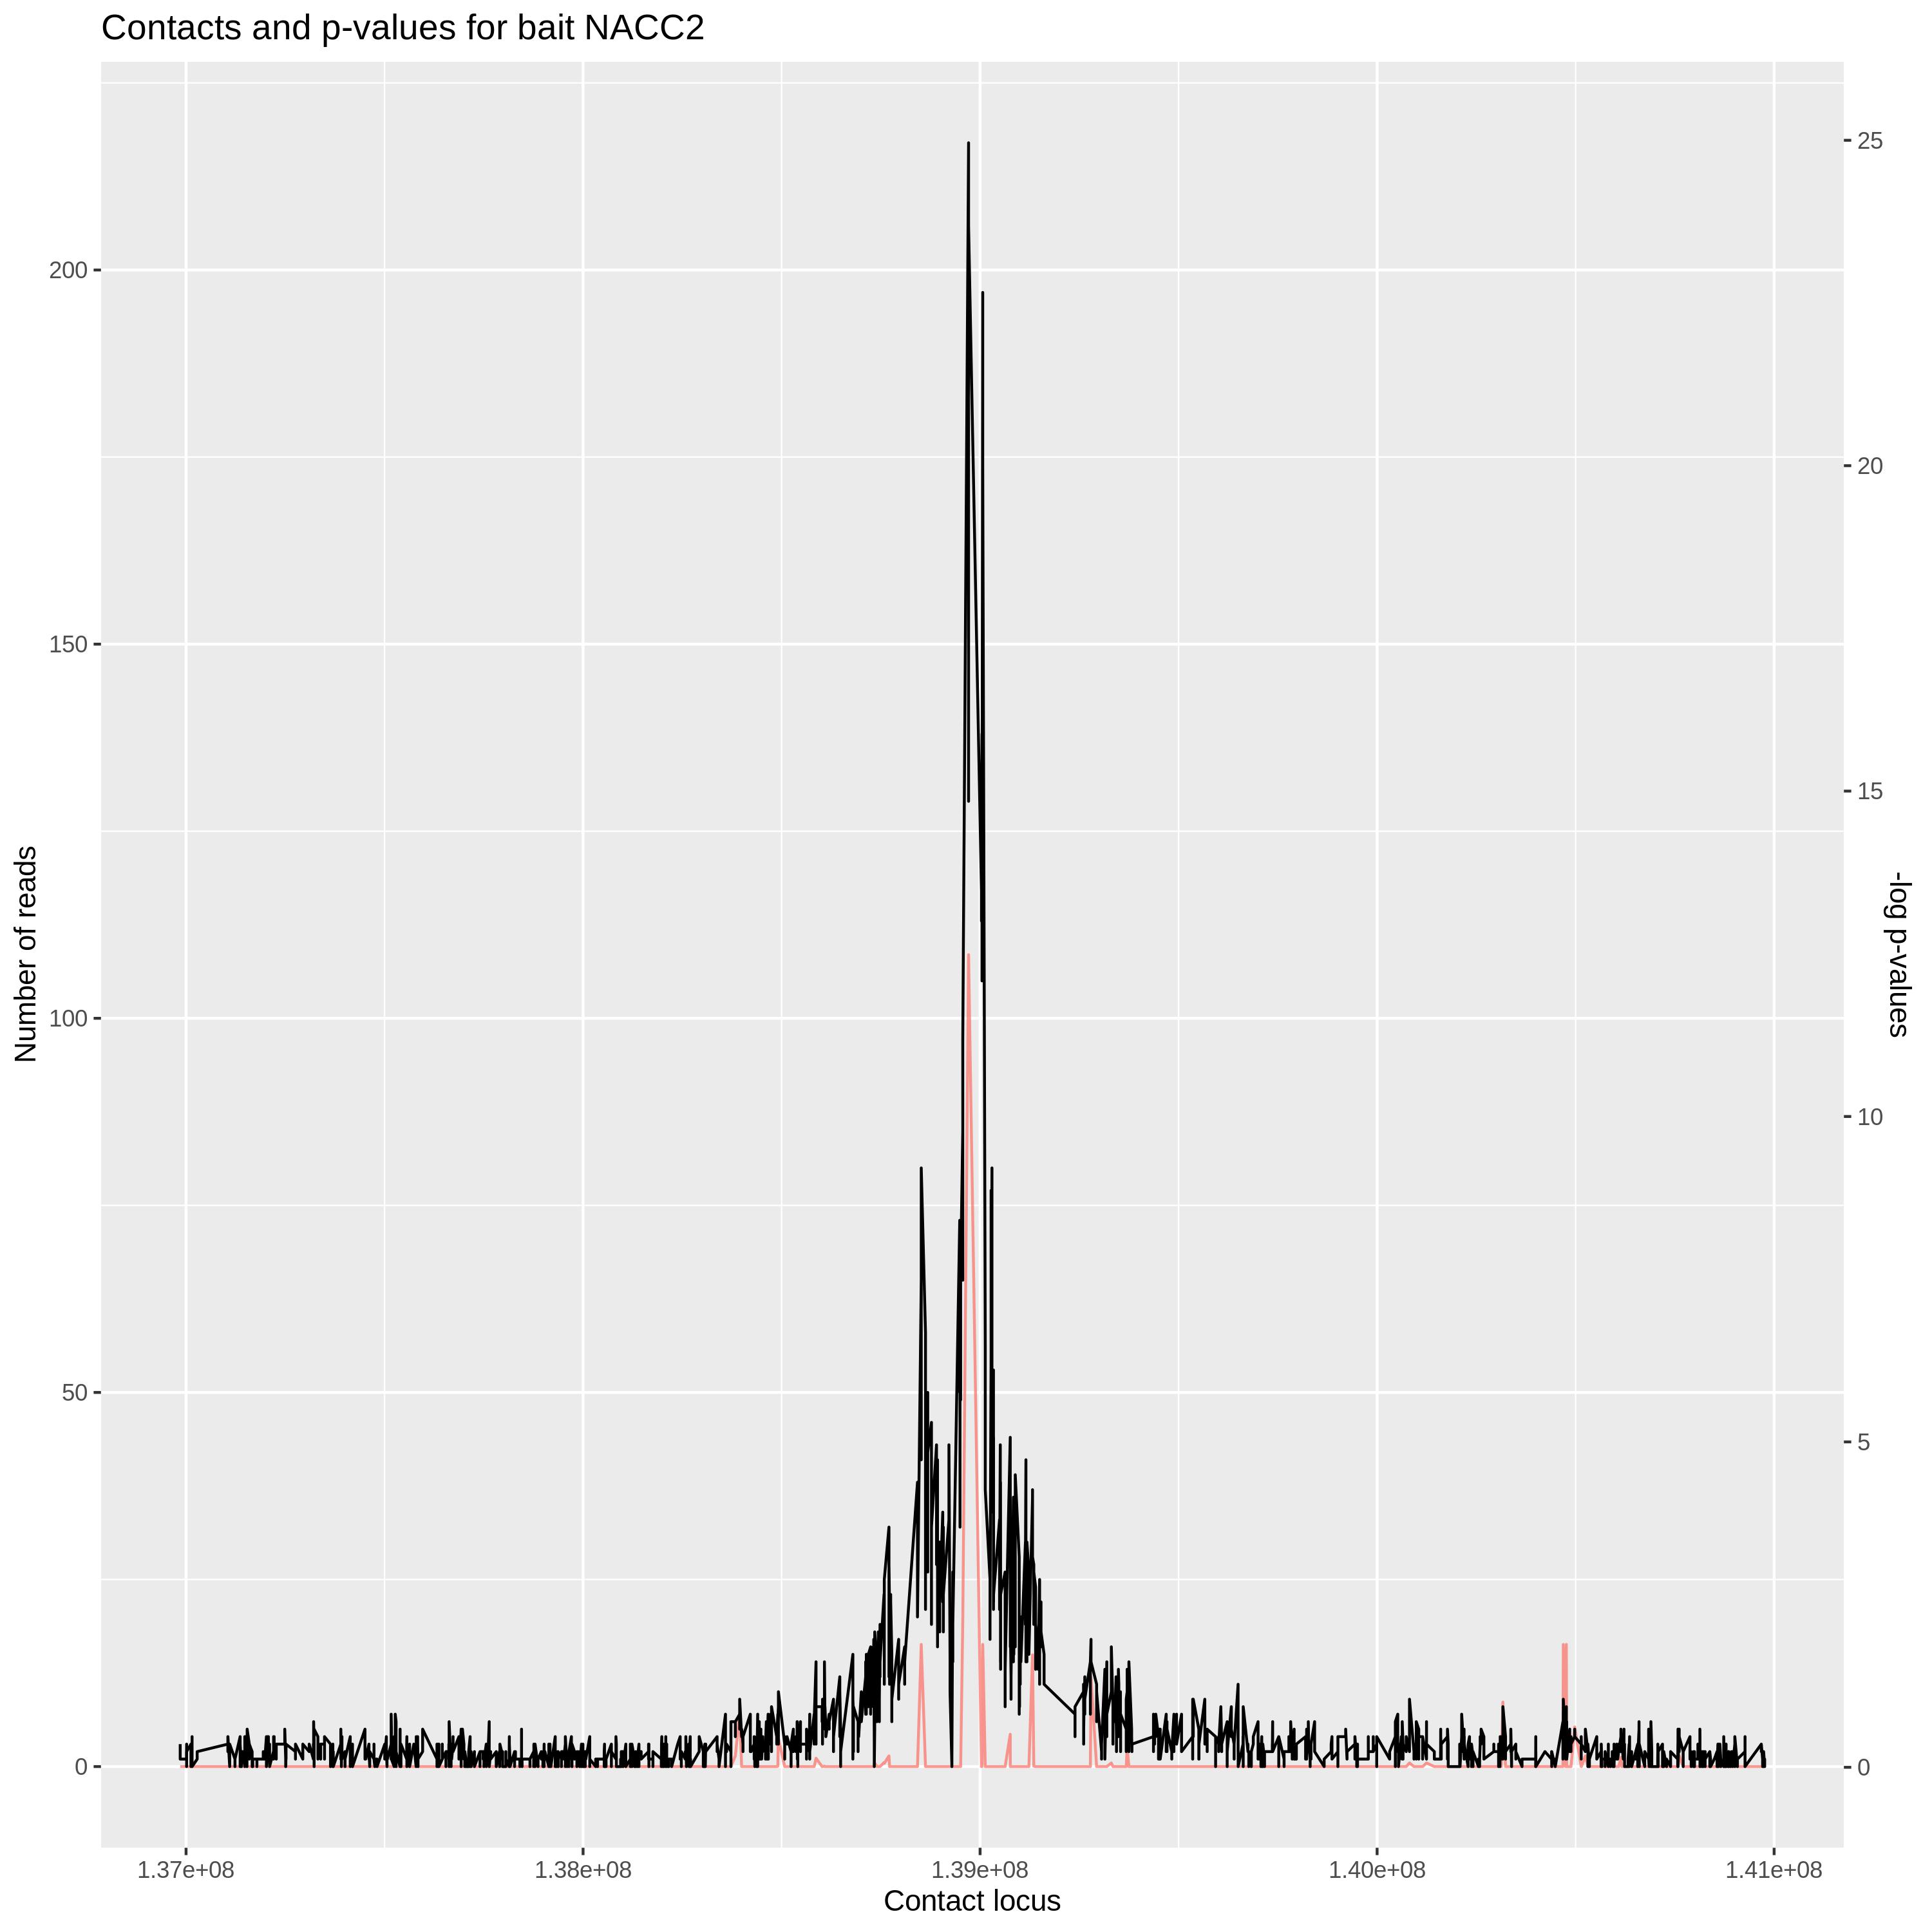 Contacts and p-values for bait NACC2
Number of reads
200
150
100
50
0
25
20
15
10
5
0
-log p-values
1.37e+08 1.38e+08 1.39e+08 1.40e+08 1.41e+08
Contact locus